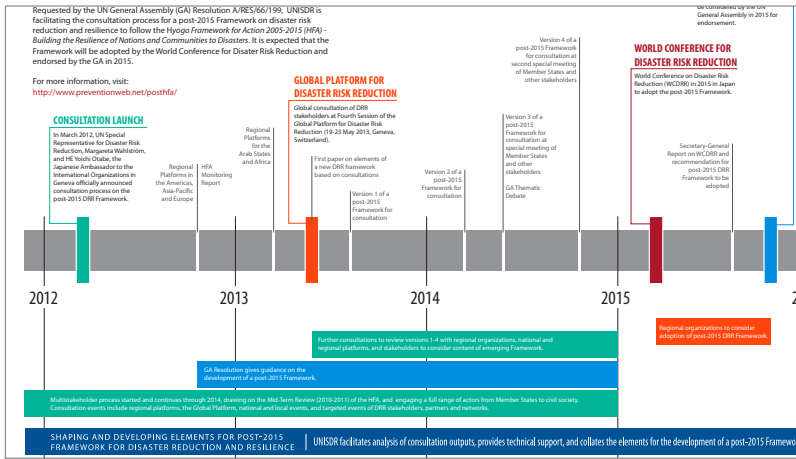 Requested by the UN General Assembly (GA) Resolution A/RES/66/199, UNISDR is
facilitating the consultation process for a post-2015 Framework on disaster risk
reduction and resilience to follow the Hyogo Framework for Action 2005-2015 (HFA) -
Building the Resilience of Nations and Communities to Disasters. It is expected that the
Framework will be adopted by the World Conference for Disater Risk Reduction and
endorsed by the GA in 2015.
For more information, visit:
http://www.preventionweb.net/posthfa/
CONSULTATION LAUNCH
In March 2012, UN Special
Representative for Disaster Risk
Reduction, Margareta Wahlström,
and HE Yoichi Otabe, the
Japanese Ambassador to the
International Organizations in
Geneva officially announced
consultation process on the
post-2015 DRR Framework.
Regional
Platforms in
the Americas,
Asia-Pacific
and Europe
HFA
Monitoring
Report
Regional
Platforms
for the
Arab States
and Africa
GLOBAL PLATFORM FOR
DISASTER RISK REDUCTION
Global consultation of DRR
stakeholders at Fourth Session of the
Global Platform for Disaster Risk
Reduction (19-23 May 2013, Geneva,
Switzerland).
First paper on elements of
a new DRR framework
based on consultations
Version 1 of a
post-2015
Framework for
consultation
Version 2 of a
post-2015
Framework for
consultation
Version 3 of a
post-2015
Framework for
consultation at
special meeting
of Member States
and other
stakeholders
GA Thematic
Debate
Version 4 of a
post-2015 Framework
for consultation at
second special meeting
of Member States and
other stakeholders
WORLD CONFERENCE FOR
DISASTER RISK REDUCTION
World Conference on Disaster Risk
Reduction (WCDRR) in 2015 in Japan
to adopt the post-2015 Framework.
Secretary-General
Report on WCDRR and
recommendation for
post-2015 DRR
Framework to be
adopted
be considered by the UN
General Assembly in 2015 for
endorsement.
2012
2013
2014
2015
2
Regional organizations to consider
adoption of post-2015 DRR Framework.
Further consultations to review versions 1-4 with regional organizations, national and
regional platforms, and stakeholders to consider content of emerging Framework.
GA Resolution gives guidance on the
development of a post-2015 Framework.
Multistakeholder process started and continues through 2014, drawing on the Mid-Term Review (2010-2011) of the HFA, and engaging a full range of actors from Member States to civil society.
Consultation events include regional platforms, the Global Platform, national and local events, and targeted events of DRR stakeholders, partners and networks.
SHAPING AND DEVELOPING ELEMENTS FOR POST-2015
FRAMEWORK FOR DISASTER REDUCTION AND RESILIENCE
UNISDR facilitates analysis of consultation outputs, provides technical support, and collates the elements for the development of a post-2015 Framewo